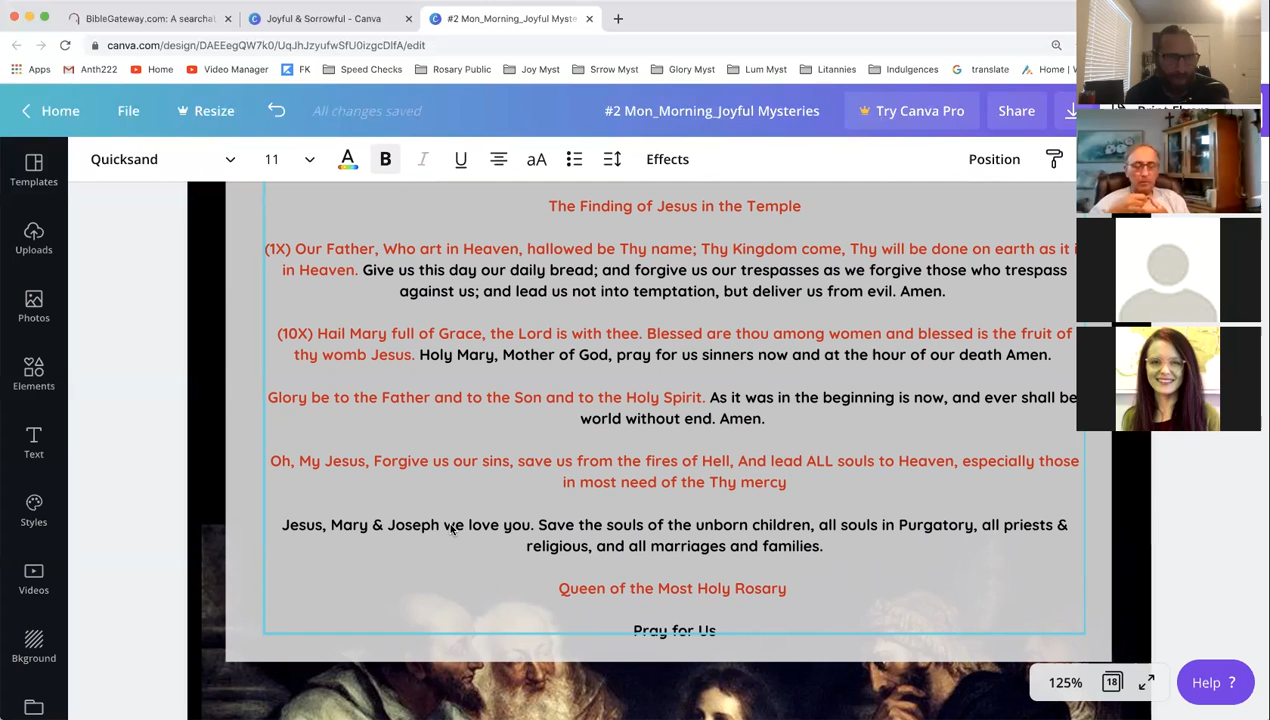 BibleGateway.com: A searchab
Joyful & Sorrowful - Canva
#2 Mon_Morning_Joyful Myste
canva.com/design/DAEEegQW7k0/UqJhJzyufwSfU0izgcDIfA/edit
Apps
Anth222
Home
Video Manager
FK
Speed Checks
Rosary Public
Joy Myst
Srrow Myst
Glory Myst
Lum Myst
Litannies
Indulgences
translate
Home | W
Home
File
Resize
All changes saved
#2 Mon_Morning_Joyful Mysteries
Try Canva Pro
Share
Quicksand
11
A
B
I
U
aA
Effects
Position
Templates
Uploads
Photos
Elements
Text
Styles
Videos
Bkground
The Finding of Jesus in the Temple
(1X) Our Father, Who art in Heaven, hallowed be Thy name; Thy Kingdom come, Thy will be done on earth as it i
in Heaven. Give us this day our daily bread; and forgive us our trespasses as we forgive those who trespass
against us; and lead us not into temptation, but deliver us from evil. Amen.
(10X) Hail Mary full of Grace, the Lord is with thee. Blessed are thou among women and blessed is the fruit of
thy womb Jesus. Holy Mary, Mother of God, pray for us sinners now and at the hour of our death Amen.
Glory be to the Father and to the Son and to the Holy Spirit. As it was in the beginning is now, and ever shall be
world without end. Amen.
Oh, My Jesus, Forgive us our sins, save us from the fires of Hell, And lead ALL souls to Heaven, especially those
in most need of the Thy mercy
Jesus, Mary & Joseph we love you. Save the souls of the unborn children, all souls in Purgatory, all priests &
religious, and all marriages and families.
Queen of the Most Holy Rosary
Pray for Us
125%
18
Help ?